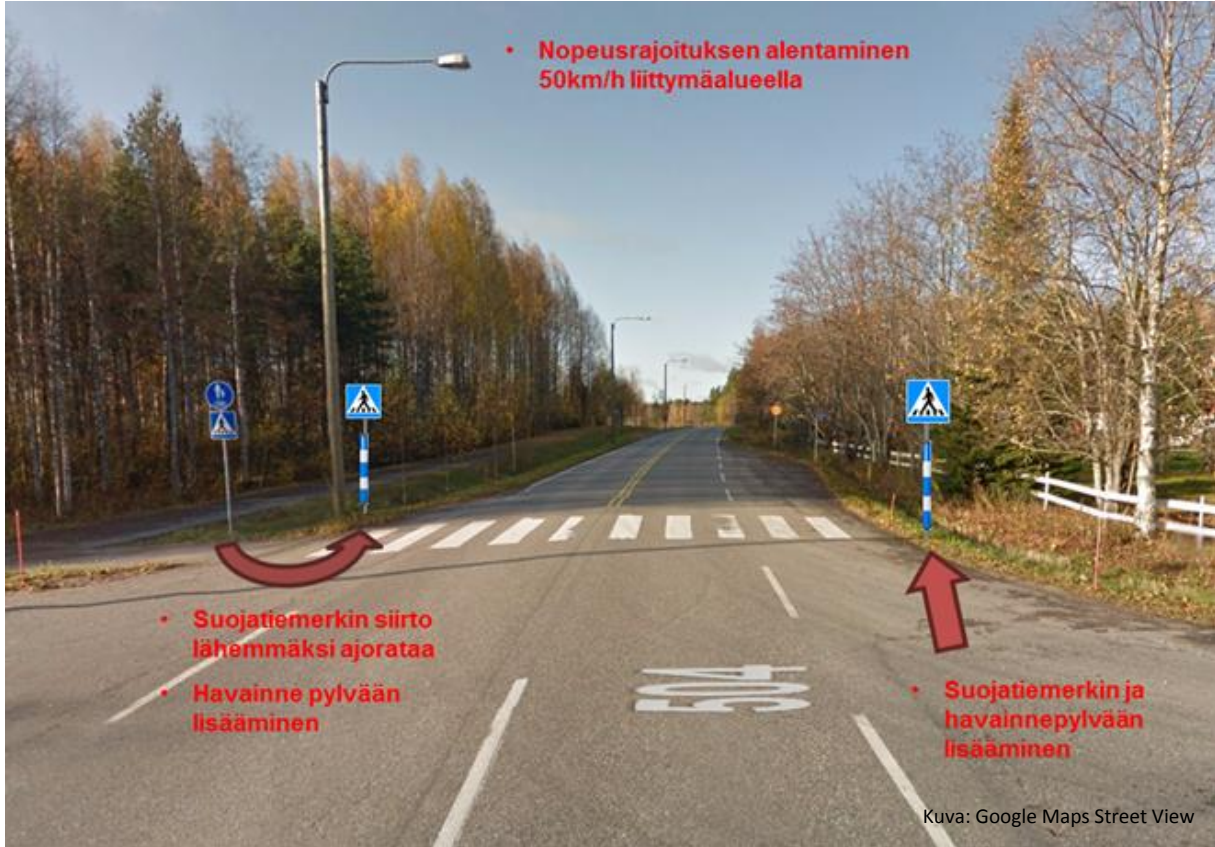 • Nopeusrajoituksen alentaminen
50km/h liittymäalueella
• Suojatiemerkin siirto
lähemmäksi ajorataa
• Havainne pylvään
lisääminen
504
• Suojatiemerkin ja
havainnepylvään
lisääminen
Kuva: Google Maps Street View